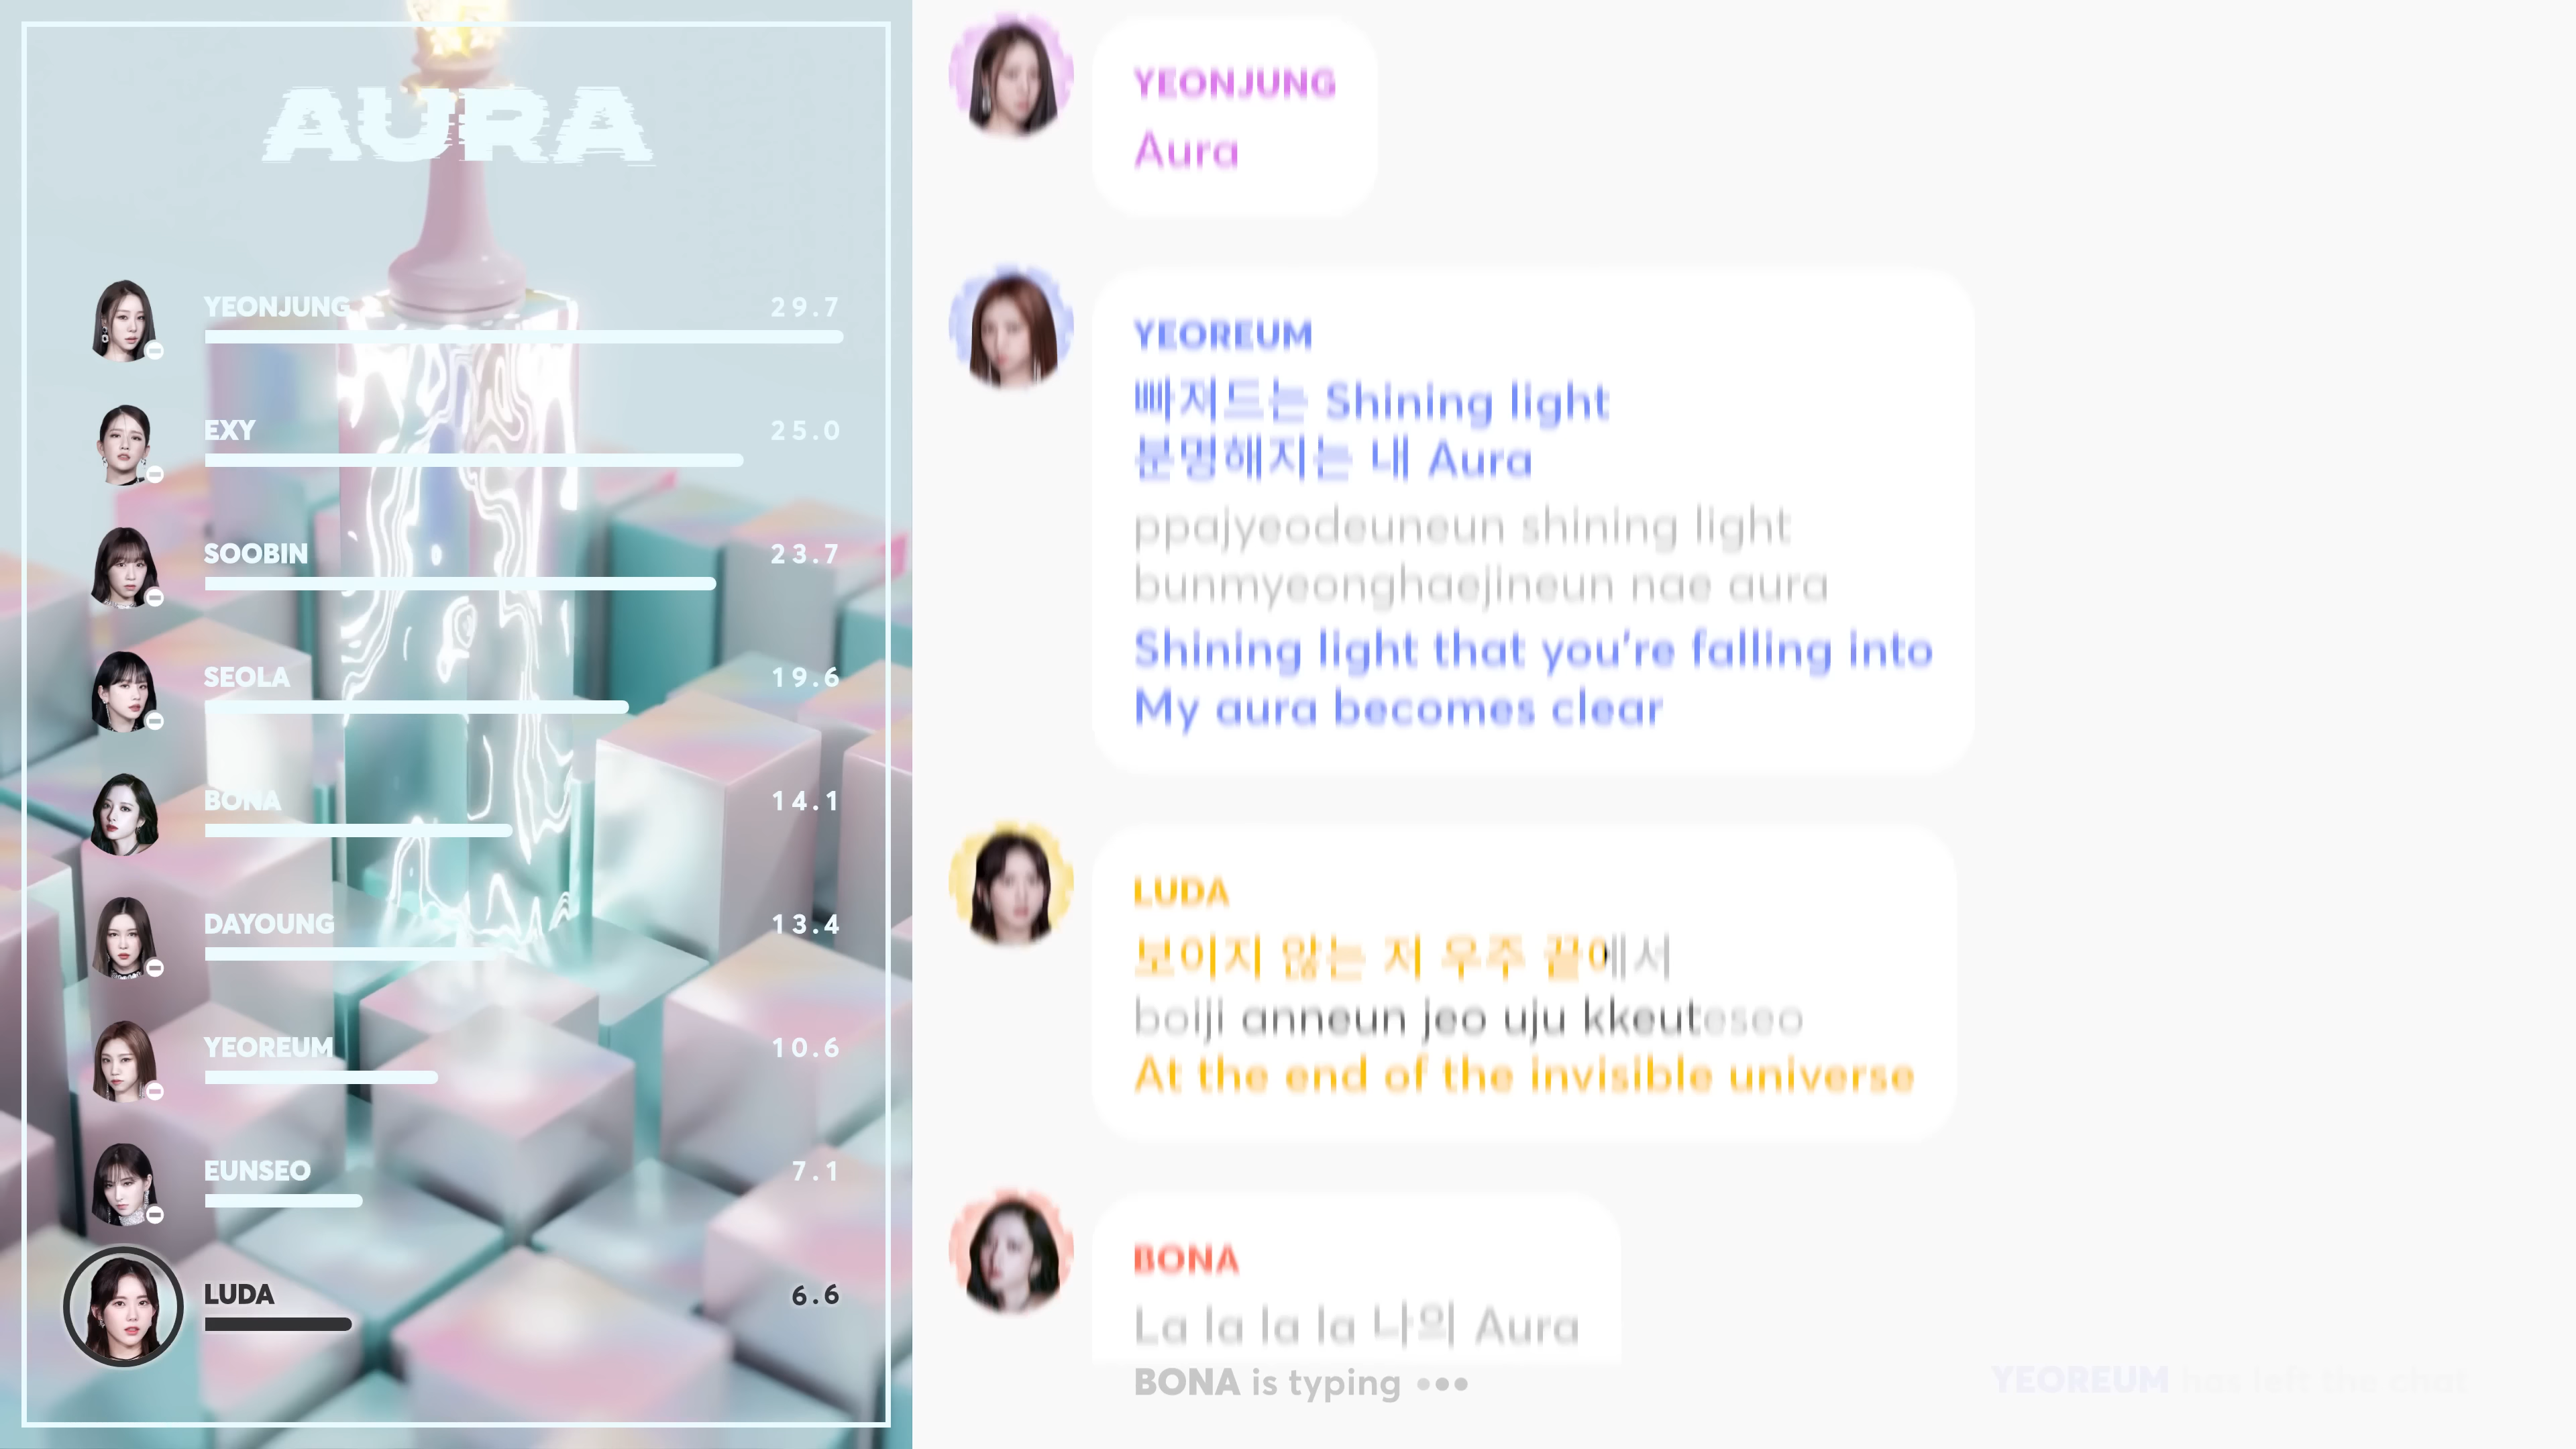 AURA
YEONJUNG 29.7
EXY 25.0
SOOBIN 23.7
SEOLA 19.6
BONA 14.1
DAYOUNG 13.4
YEOREUM 10.6
EUNSEO 7.1
LUDA 6.6
YEONJUNG
Aura
YEOREUM
빠져드는 Shining light
분명해지는 내 Aura
ppajyeodeuneun shining light
bunmyeonghaejineun nae aura
Shining light that you're falling into
My aura becomes clear
LUDA
보이지 않는 저 우주 끝에서
boiji anneun jeo uju kkeuteseo
At the end of the invisible universe
BONA
La la la la 나의 Aura
BONA is typing
YEOREUM has left the chat